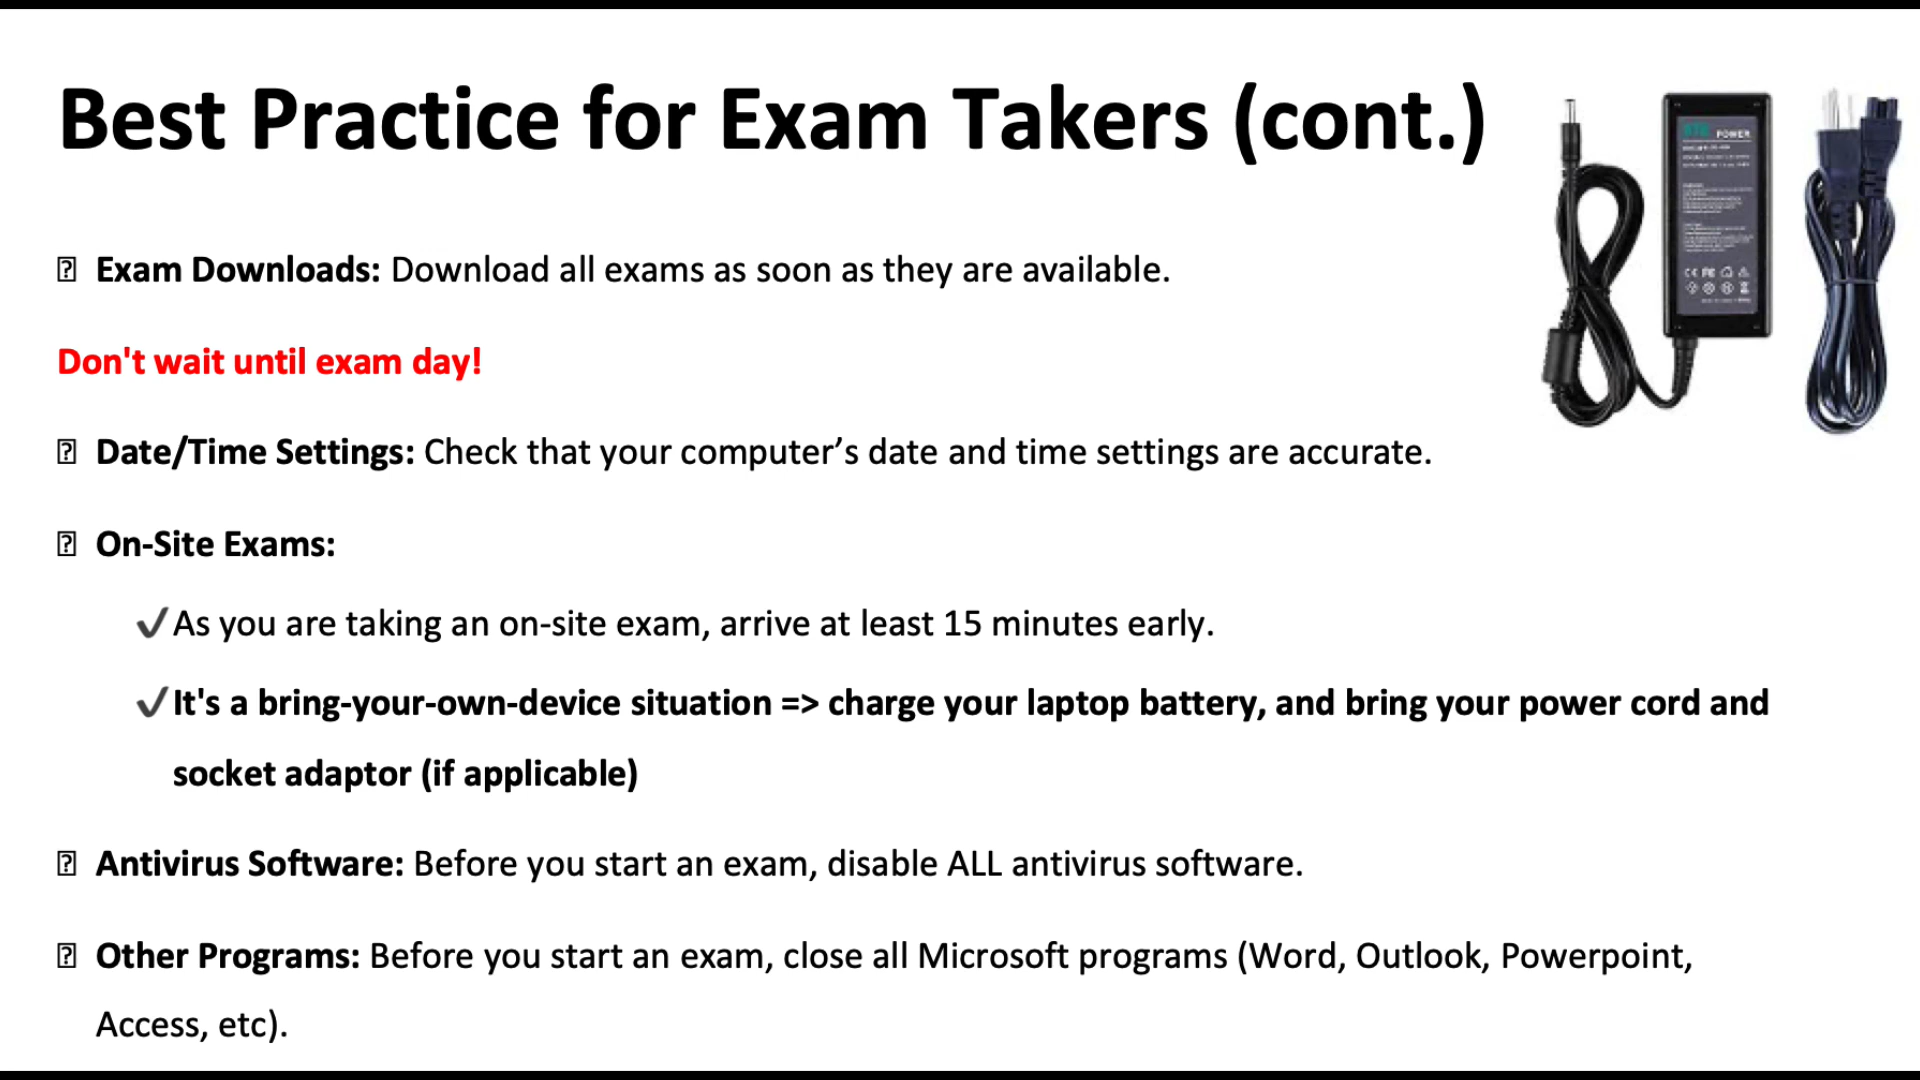 Best Practice for Exam Takers (cont.)
POWER
Exam Downloads: Download all exams as soon as they are available.
Don't wait until exam day!
Date/Time Settings: Check that your computer’s date and time settings are accurate.
On-Site Exams:
✓As you are taking an on-site exam, arrive at least 15 minutes early.
✓It's a bring-your-own-device situation => charge your laptop battery, and bring your power cord and
socket adaptor (if applicable)
Antivirus Software: Before you start an exam, disable ALL antivirus software.
Other Programs: Before you start an exam, close all Microsoft programs (Word, Outlook, Powerpoint,
Access, etc).